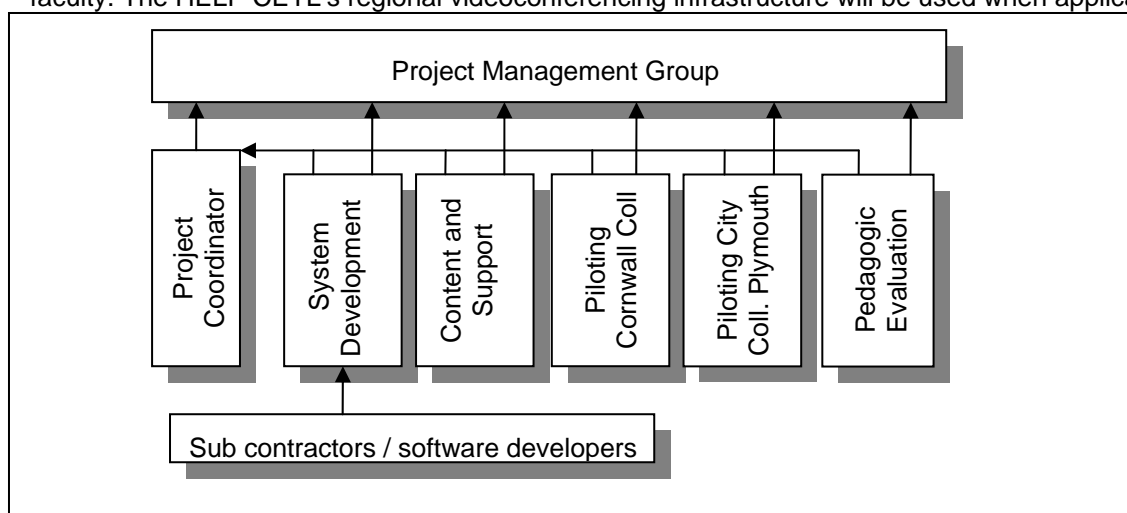 faculty. The HELP CETL's regional videoconferencing infrastructure will be used when applica
Project Management Group
Project
Coordinator
System
Development
Content and
Support
Piloting
Cornwall Coll
Piloting City
Coll. Plymouth
Pedagogic
Evaluation
Sub contractors / software developers